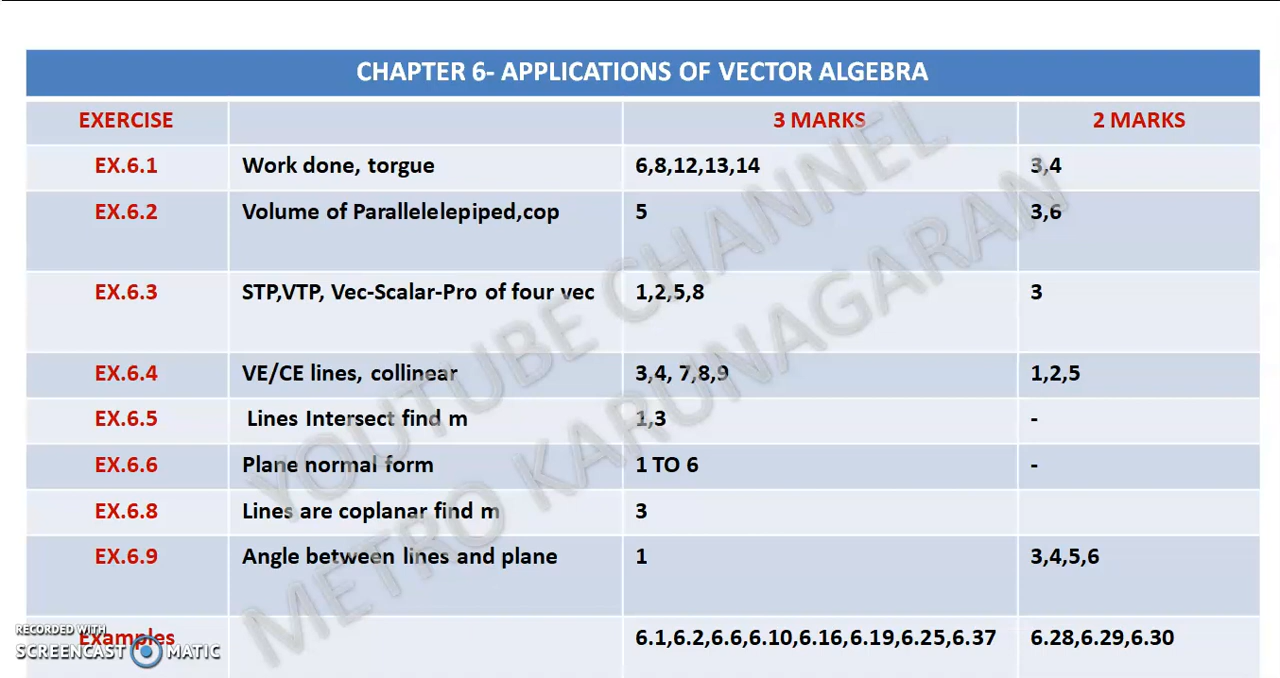 CHAPTER 6- APPLICATIONS OF VECTOR ALGEBRA
EXERCISE 3 MARKS 2 MARKS
EX.6.1 Work done, torgue 6,8,12,13,14 3,4
EX.6.2 Volume of Parallelelepiped,cop 5 3,6
EX.6.3 STP,VTP, Vec-Scalar-Pro of four vec 1,2,5,8 3
EX.6.4 VE/CE lines, collinear 3,4, 7,8,9 1,2,5
EX.6.5 Lines Intersect find m 1,3 -
EX.6.6 Plane normal form 1 TO 6 -
EX.6.8 Lines are coplanar find m 3
EX.6.9 Angle between lines and plane 1 3,4,5,6
Examples 6.1,6.2,6.6,6.10,6.16,6.19,6.25,6.37 6.28,6.29,6.30
YOUTUBE CHANNEL
METRO KARUNAGARAN
RECORDED WITH
SCREENCAST MATIC